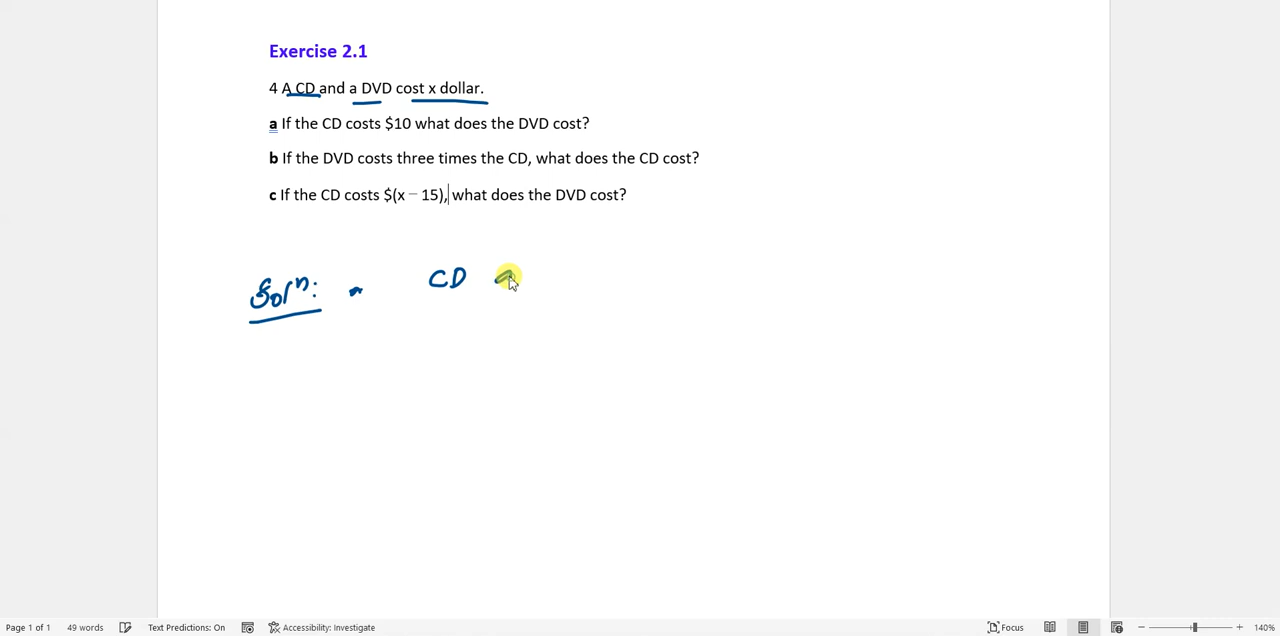 Exercise 2.1
4 A CD and a DVD cost x dollar.
a If the CD costs $10 what does the DVD cost?
b If the DVD costs three times the CD, what does the CD cost?
c If the CD costs $(x − 15), what does the DVD cost?
Solⁿ: CD
Page 1 of 1 49 words Text Predictions: On Accessibility: Investigate Focus 140%